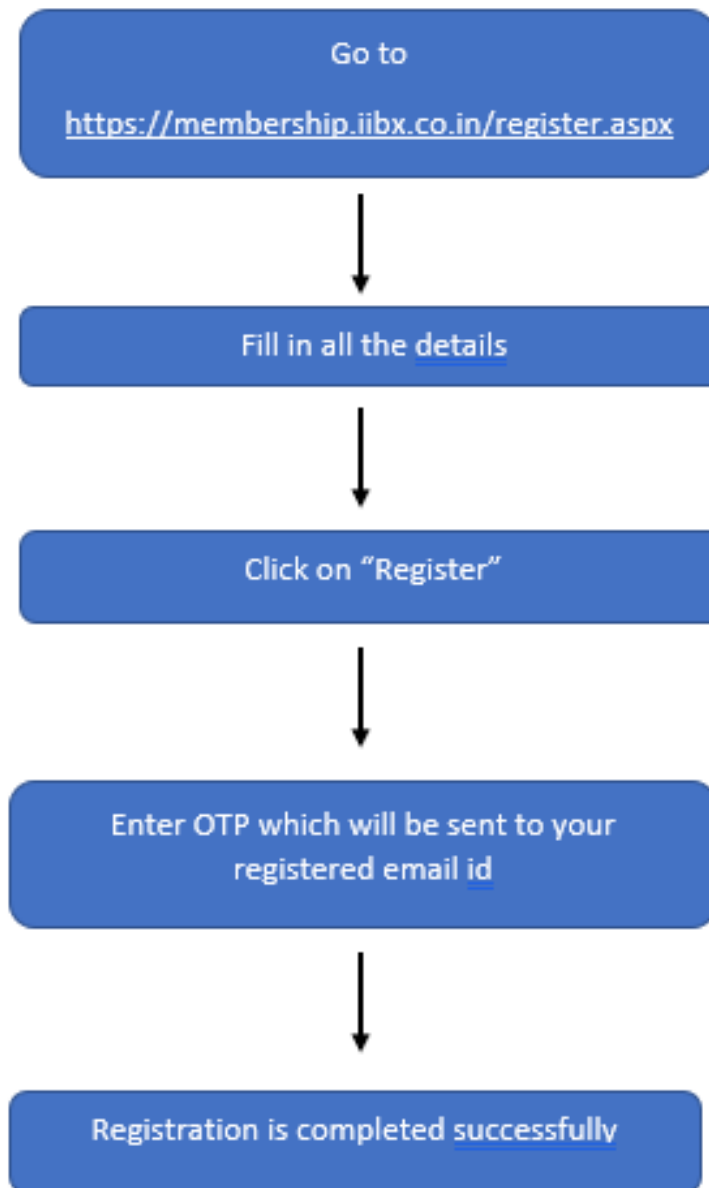 Go to
https://membership.iibx.co.in/register.aspx
Fill in all the details
Click on “Register”
Enter OTP which will be sent to your
registered email id
Registration is completed successfully